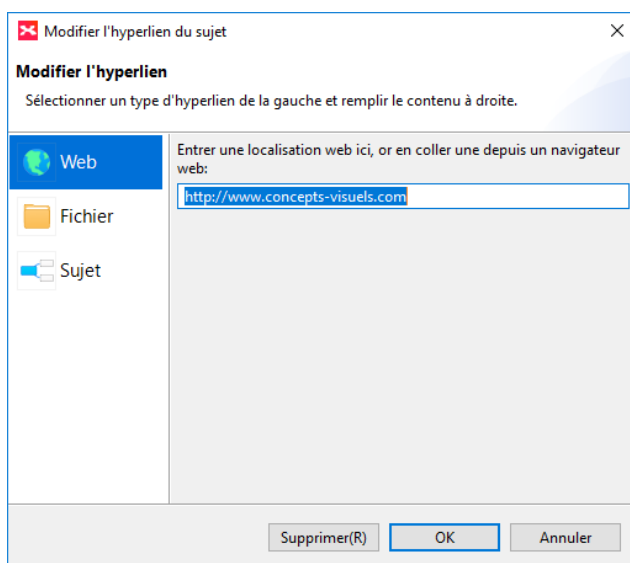 Modifier l'hyperlien du sujet
Modifier l'hyperlien
Sélectionner un type d'hyperlien de la gauche et remplir le contenu à droite.
Web
Fichier
Sujet
Entrer une localisation web ici, or en coller une depuis un navigateur
web:
http://www.concepts-visuels.com
Supprimer(R)
OK
Annuler